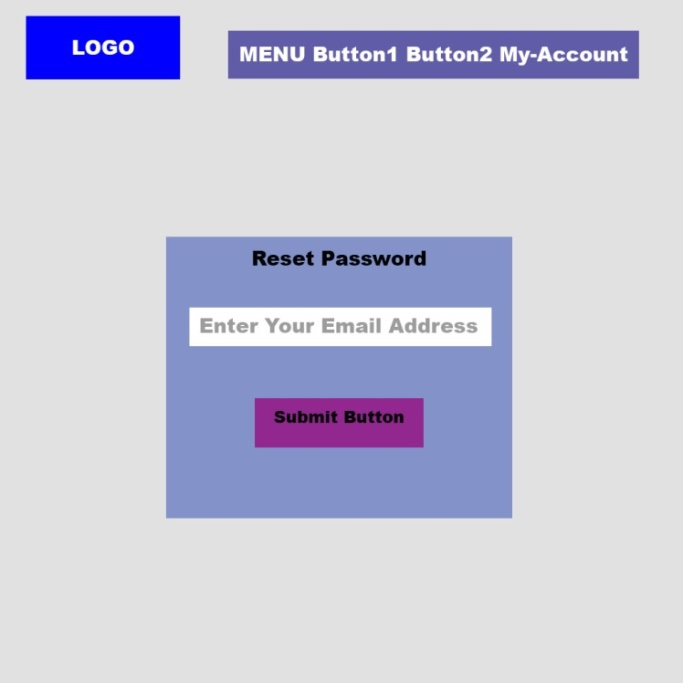 LOGO
MENU Button1 Button2 My-Account
Reset Password
Enter Your Email Address
Submit Button